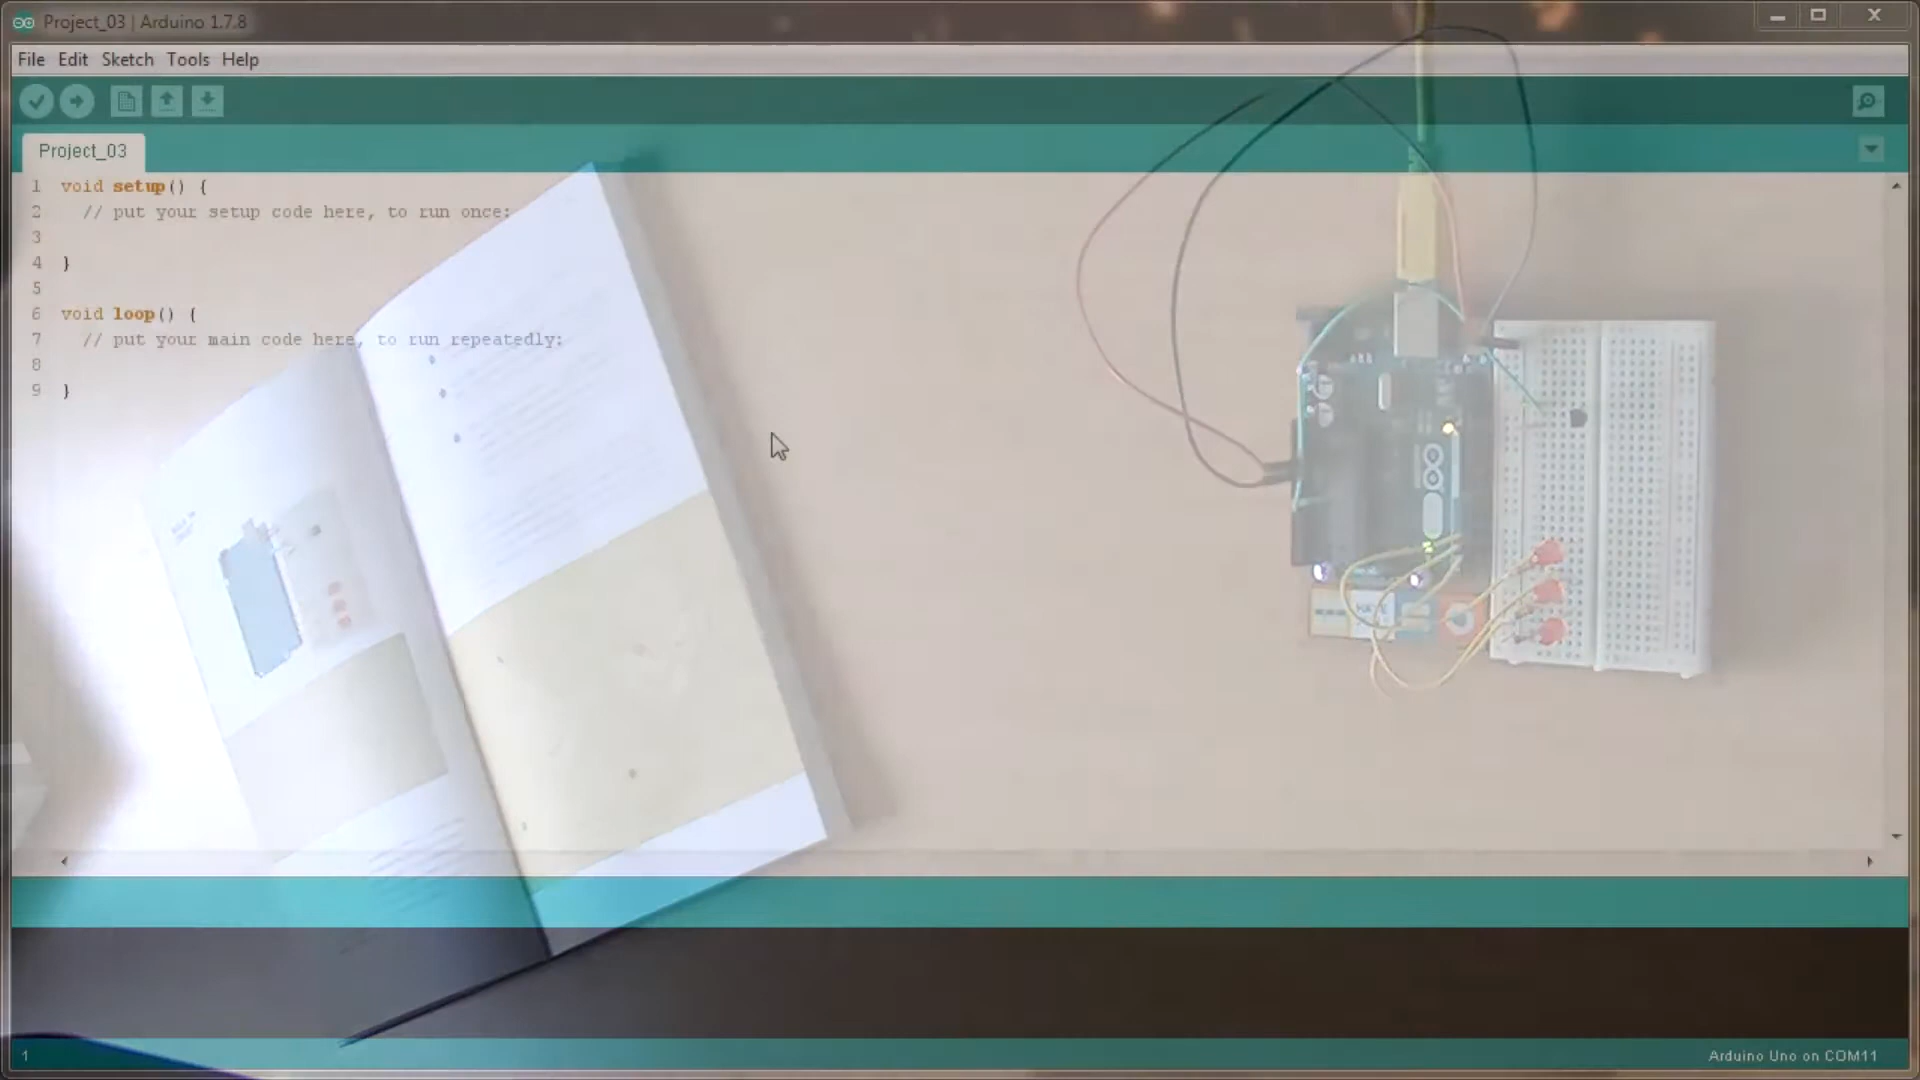 Project_03 | Arduino 1.7.8
File Edit Sketch Tools Help
Project_03
1 void setup() {
2 // put your setup code here, to run once:
3
4 }
5
6 void loop() {
7 // put your main code here, to run repeatedly:
8
9 }
1
Arduino Uno on COM11